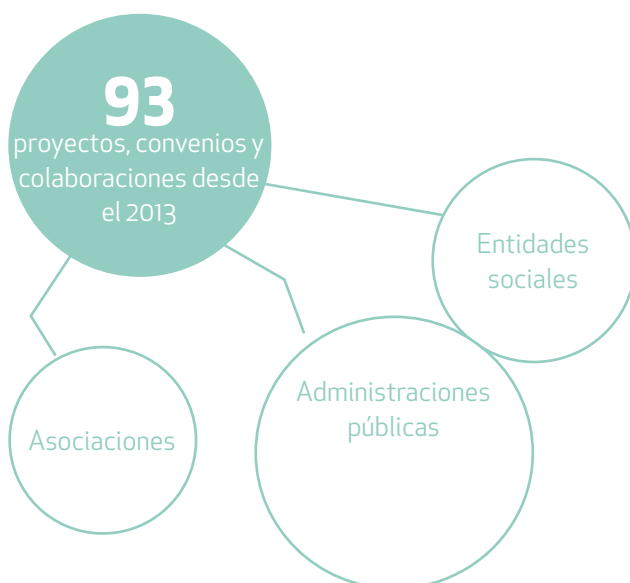 93
proyectos, convenios y
colaboraciones desde
el 2013
Entidades
sociales
Administraciones
públicas
Asociaciones